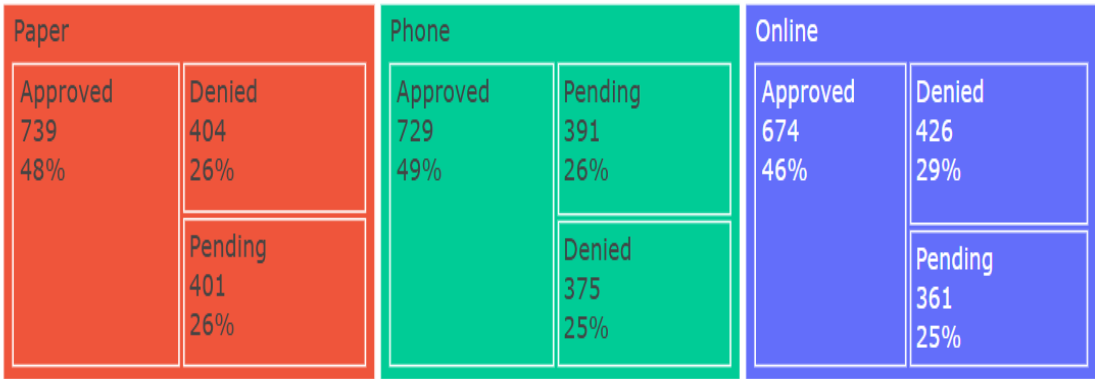 Paper
Approved
739
48%
Denied
404
26%
Pending
401
26%
Phone
Approved
729
49%
Pending
391
26%
Denied
375
25%
Online
Approved
674
46%
Denied
426
29%
Pending
361
25%